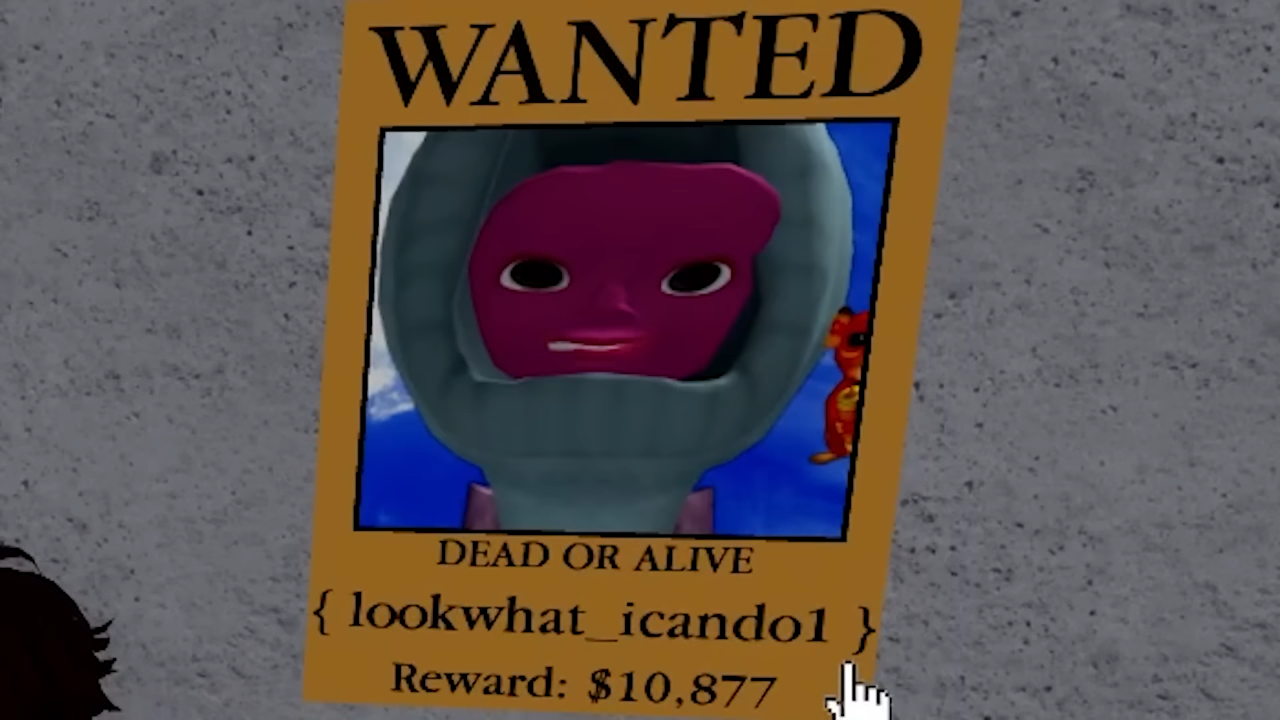 WANTED
DEAD OR ALIVE
{ lookwhat_icando1 }
Reward: $10,877